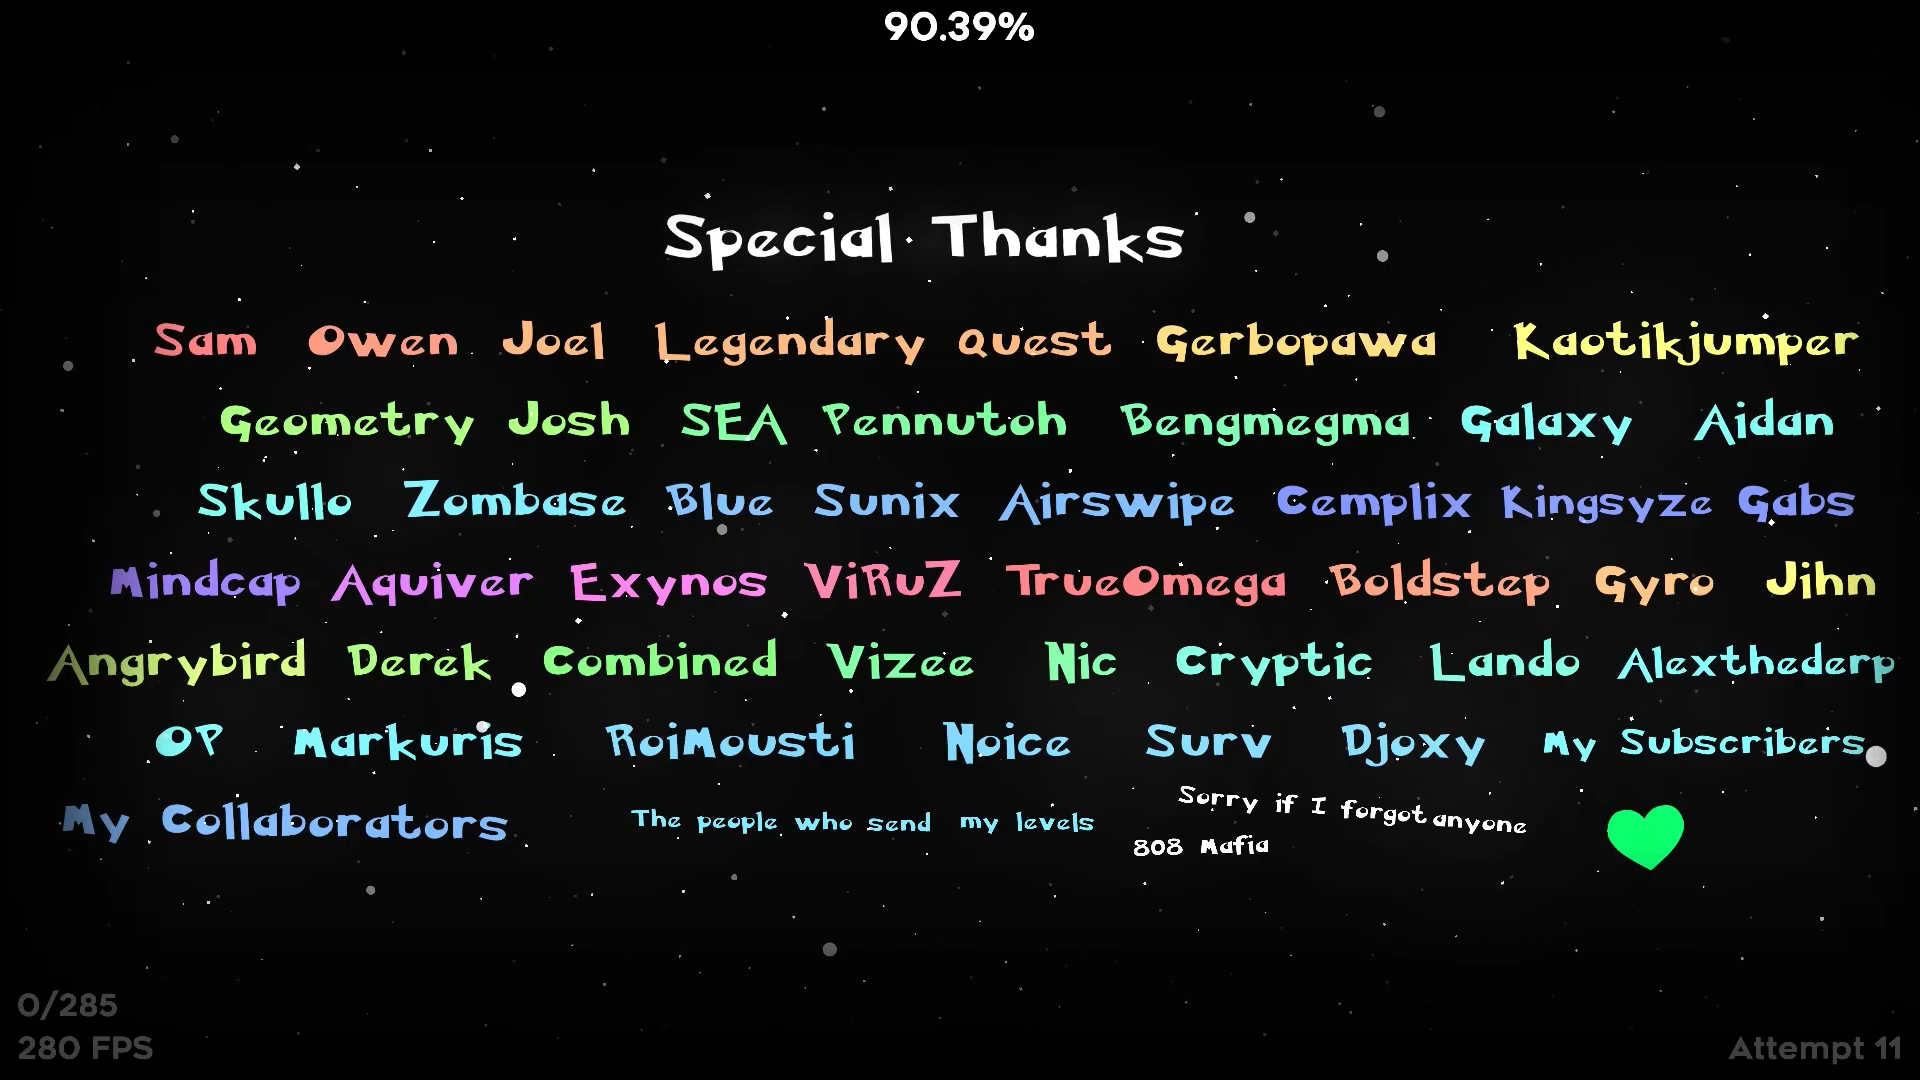 90.39%
Special Thanks
Sam Owen Joel Legendary Quest Gerbopawa Kaotikjumper
Geometry Josh SEA Pennutoh Bengmegma Galaxy Aidan
Skullo Zombase Blue Sunix Airswipe Cemplix Kingsyze Gabs
Mindcap Aquiver Exynos ViRuZ TrueOmega Boldstep Gyro Jihn
Angrybird Derek Combined Vizee Nic Cryptic Lando Alexthederp
OP Markuris RoiMousti Noice Surv Djoxy My Subscribers
My Collaborators The people who send my levels Sorry if I forgot anyone
808 Mafia
0/285
280 FPS
Attempt 11